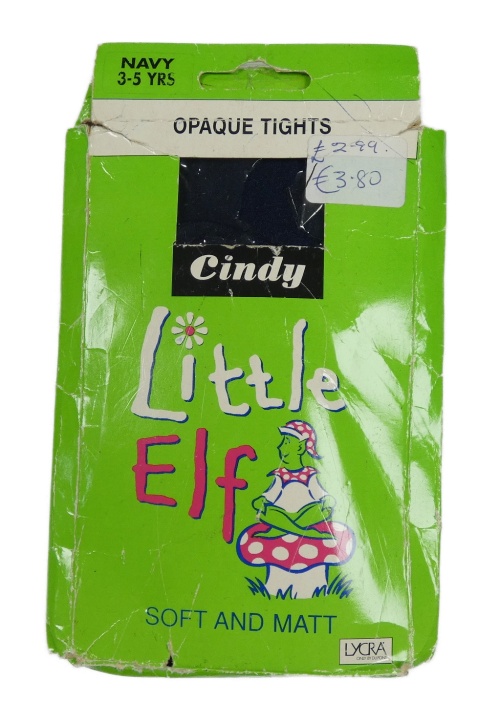 NAVY
3-5 YRS
OPAQUE TIGHTS
£2.99.
€3.80
Cindy
Little
Elf
SOFT AND MATT
LYCRA